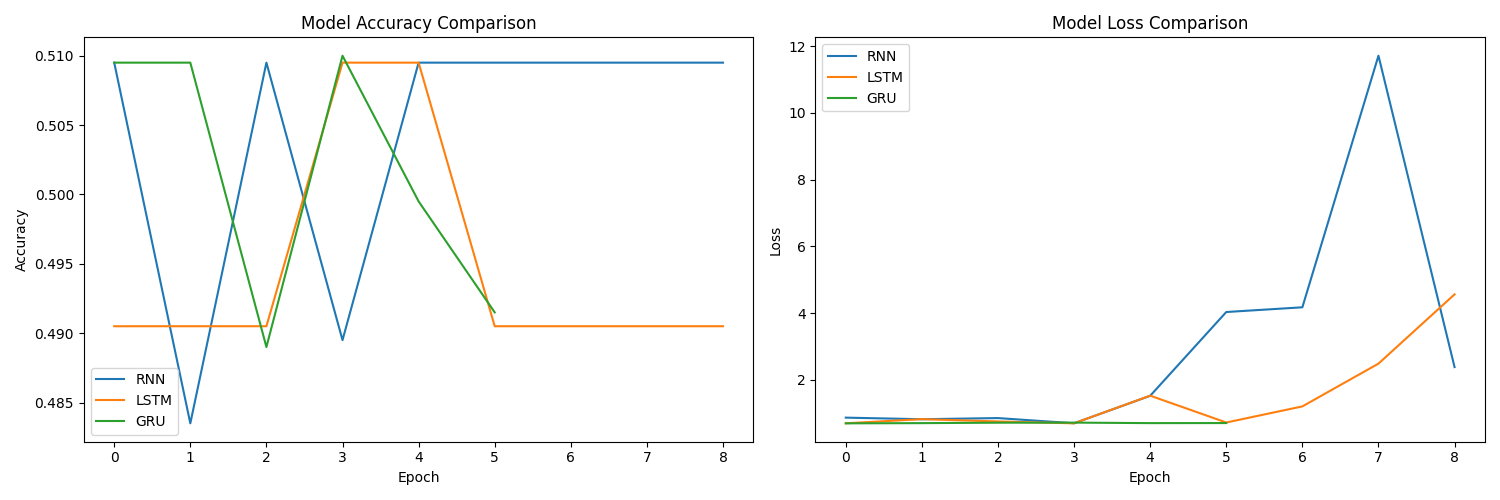 Model Accuracy Comparison
0.510
0.505
0.500
0.495
0.490
0.485
Accuracy
RNN
LSTM
GRU
0 1 2 3 4 5 6 7 8
Epoch
Model Loss Comparison
12
10
8
6
4
2
Loss
RNN
LSTM
GRU
0 1 2 3 4 5 6 7 8
Epoch